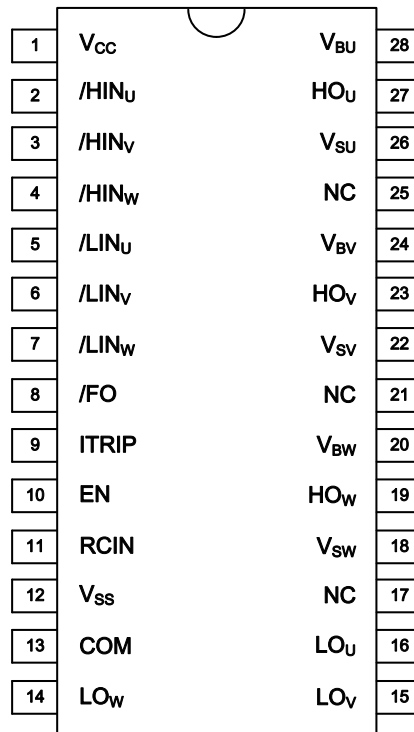 1 VCC VBU 28
2 /HINU HOU 27
3 /HINV VSU 26
4 /HINW NC 25
5 /LINU VBV 24
6 /LINV HOV 23
7 /LINW VSV 22
8 /FO NC 21
9 ITRIP VBW 20
10 EN HOW 19
11 RCIN VSW 18
12 VSS NC 17
13 COM LOU 16
14 LOW LOV 15